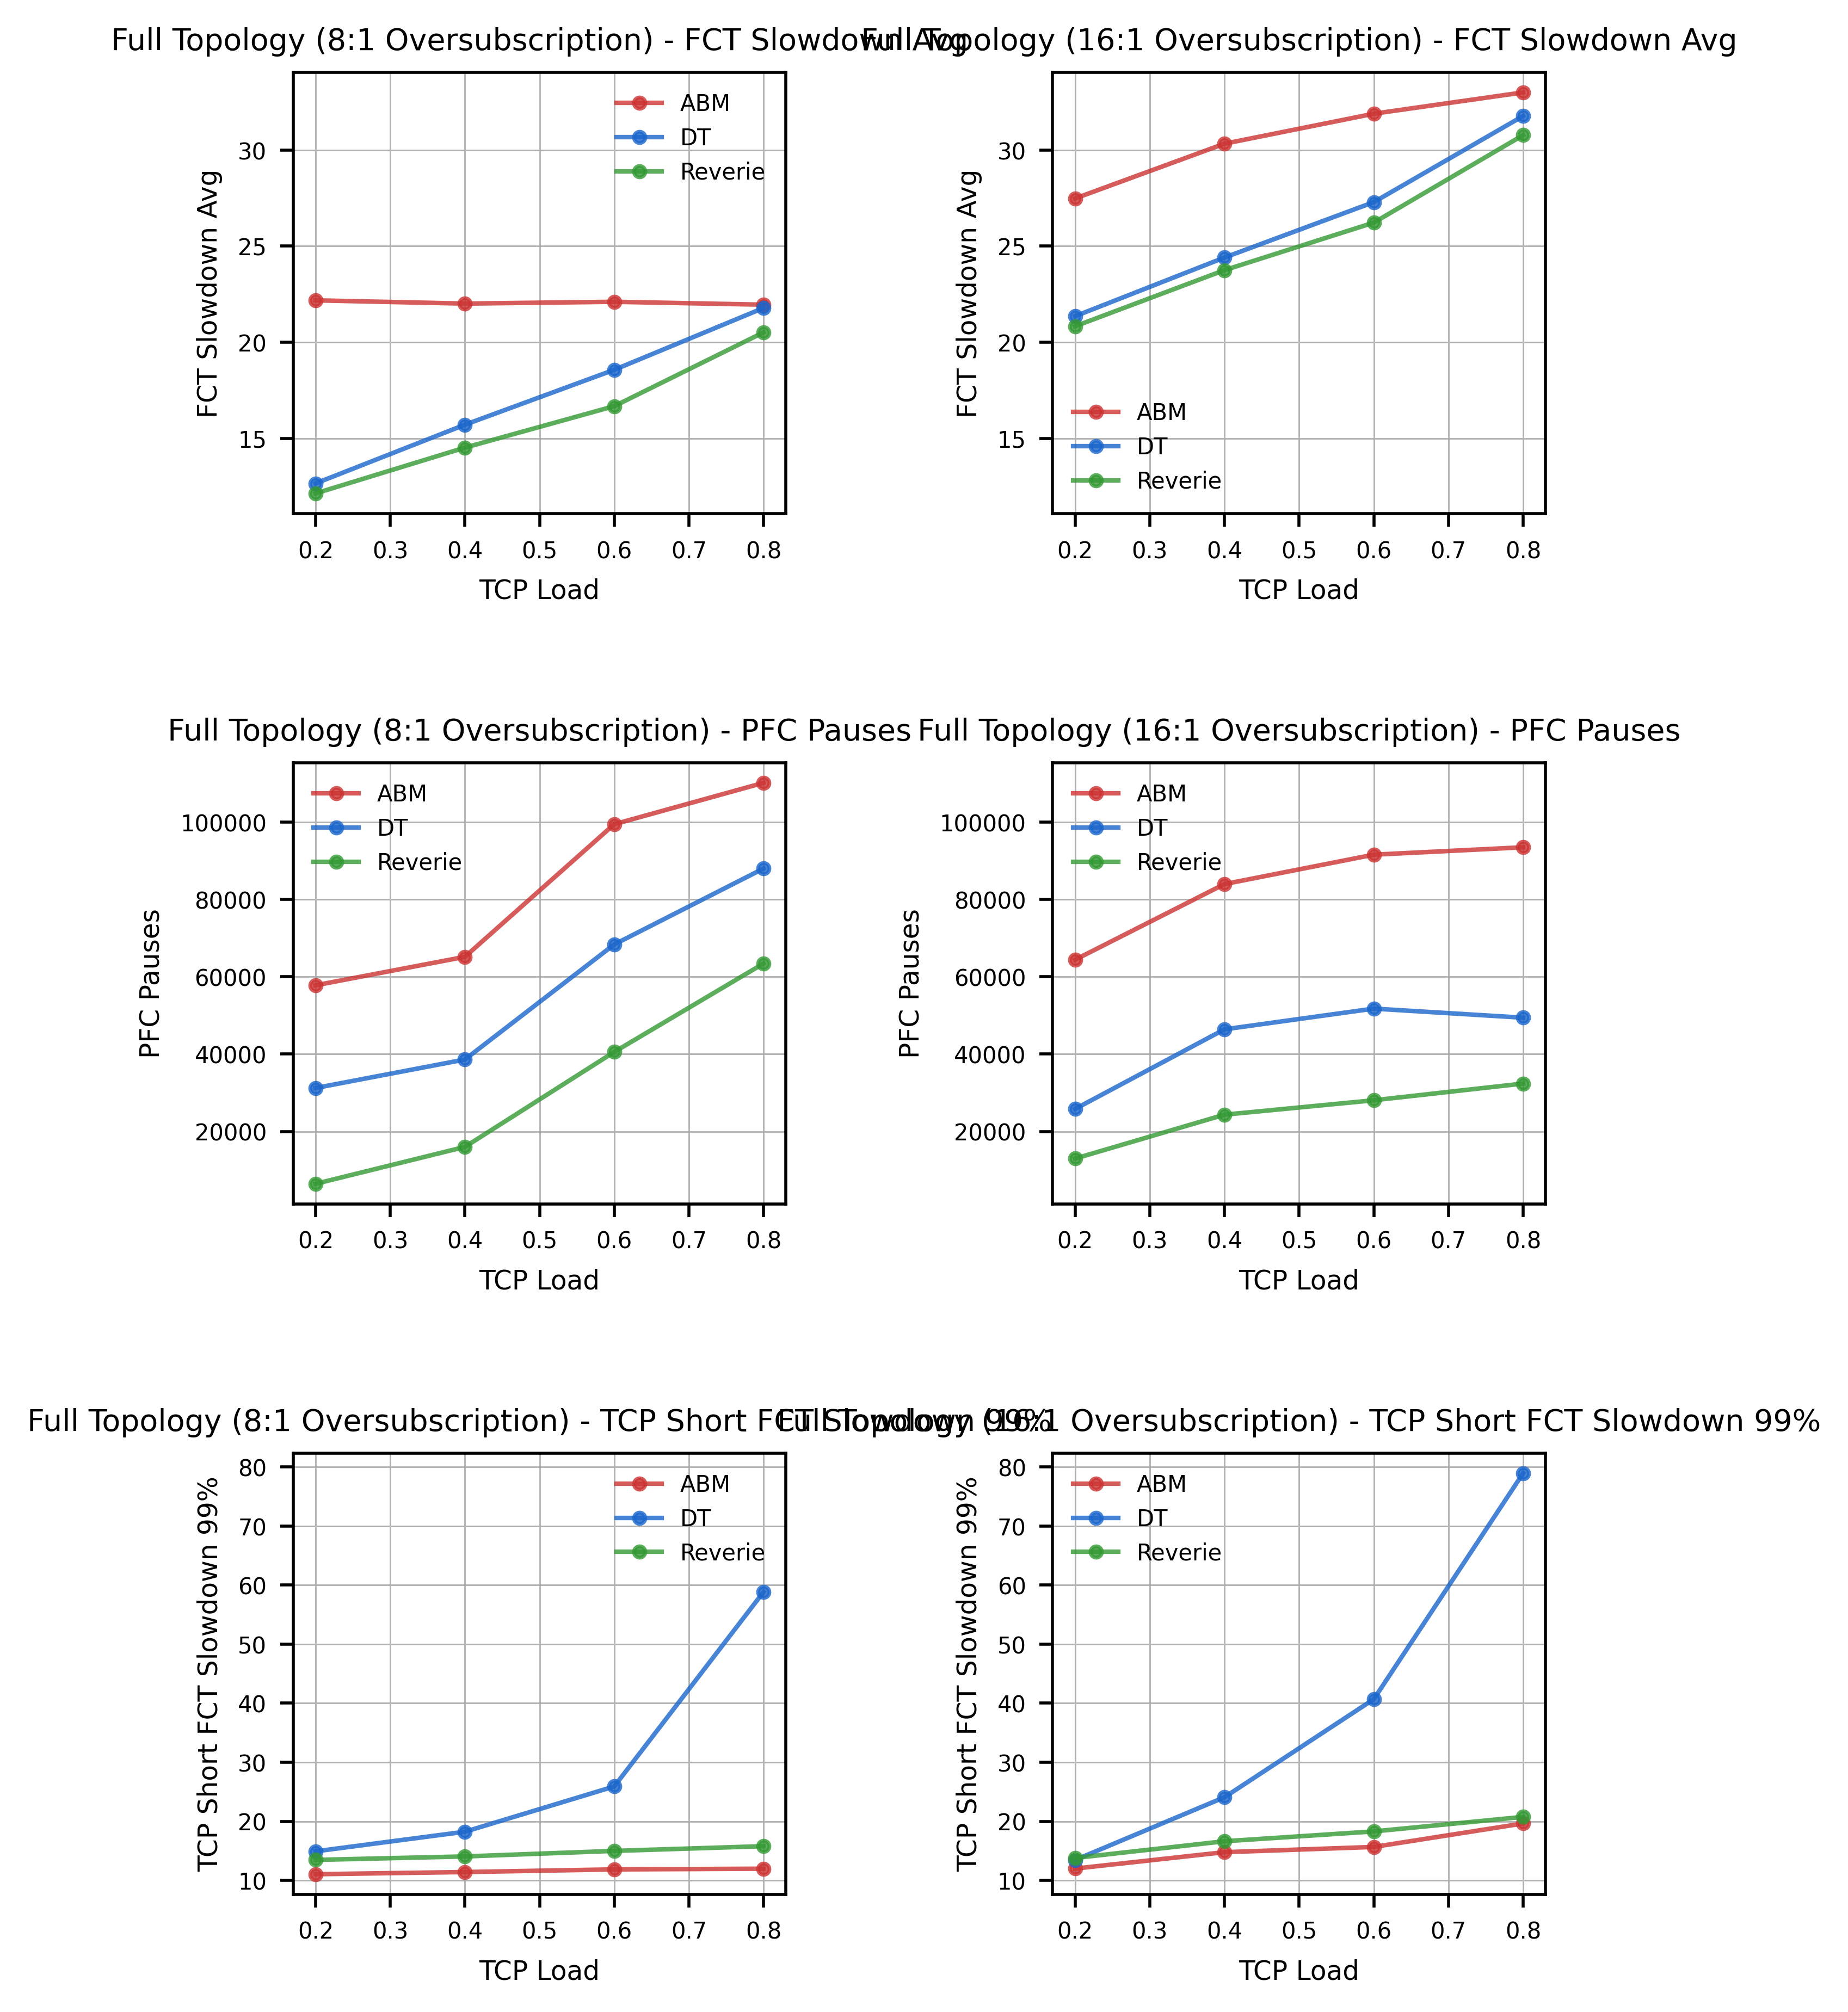 Full Topology (8:1 Oversubscription) - FCT Slowdown Avg
ABM
DT
Reverie
30
25
20
15
FCT Slowdown Avg
0.2 0.3 0.4 0.5 0.6 0.7 0.8
TCP Load
Full Topology (16:1 Oversubscription) - FCT Slowdown Avg
30
25
20
15
FCT Slowdown Avg
ABM
DT
Reverie
0.2 0.3 0.4 0.5 0.6 0.7 0.8
TCP Load
Full Topology (8:1 Oversubscription) - PFC Pauses
ABM
DT
Reverie
100000
80000
60000
40000
20000
PFC Pauses
0.2 0.3 0.4 0.5 0.6 0.7 0.8
TCP Load
Full Topology (16:1 Oversubscription) - PFC Pauses
ABM
DT
Reverie
100000
80000
60000
40000
20000
PFC Pauses
0.2 0.3 0.4 0.5 0.6 0.7 0.8
TCP Load
Full Topology (8:1 Oversubscription) - TCP Short FCT Slowdown 99%
ABM
DT
Reverie
80
70
60
50
40
30
20
10
TCP Short FCT Slowdown 99%
0.2 0.3 0.4 0.5 0.6 0.7 0.8
TCP Load
Full Topology (16:1 Oversubscription) - TCP Short FCT Slowdown 99%
ABM
DT
Reverie
80
70
60
50
40
30
20
10
TCP Short FCT Slowdown 99%
0.2 0.3 0.4 0.5 0.6 0.7 0.8
TCP Load